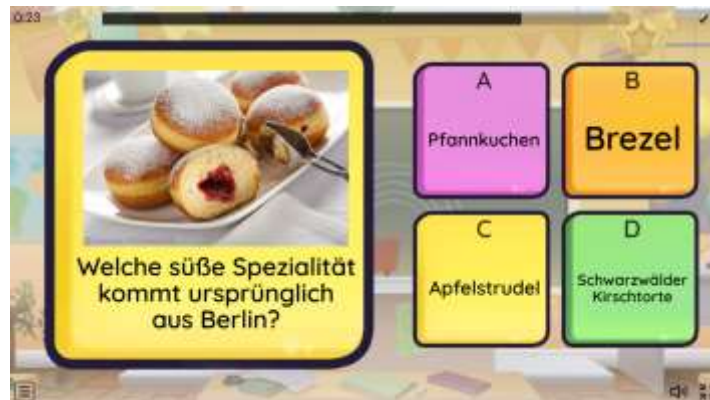 0:23
Welche süße Spezialität
kommt ursprünglich
aus Berlin?
A
Pfannkuchen
B
Brezel
C
Apfelstrudel
D
Schwarzwälder
Kirschtorte